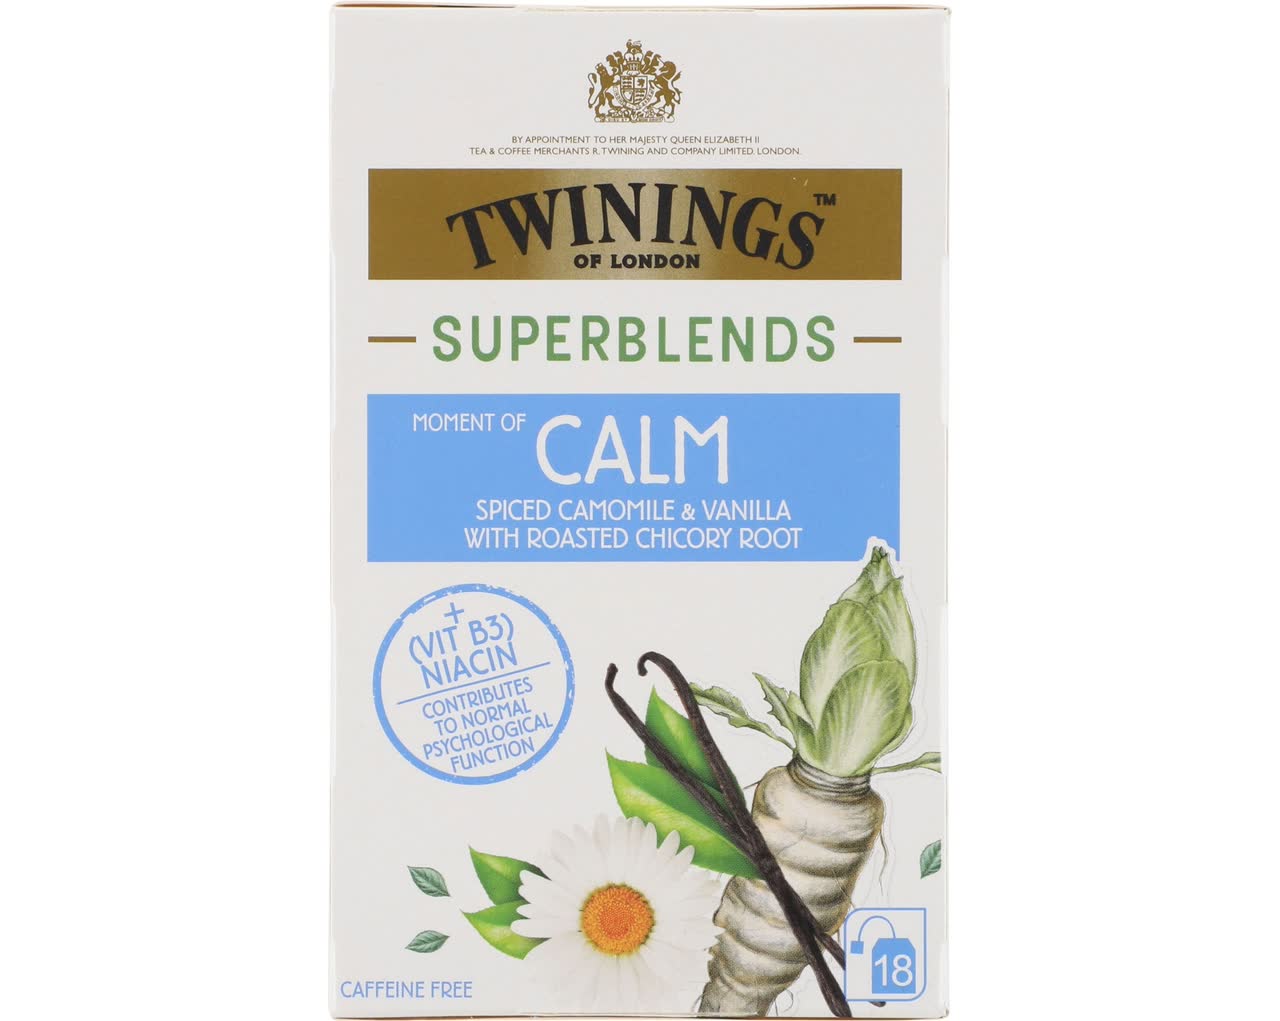 BY APPOINTMENT TO HER MAJESTY QUEEN ELIZABETH II
TEA & COFFEE MERCHANTS R. TWINING AND COMPANY LIMITED. LONDON.
TWININGS™
OF LONDON
SUPERBLENDS
MOMENT OF CALM
SPICED CAMOMILE & VANILLA
WITH ROASTED CHICORY ROOT
+
(VIT B3)
NIACIN
CONTRIBUTES
TO NORMAL
PSYCHOLOGICAL
FUNCTION
18
CAFFEINE FREE